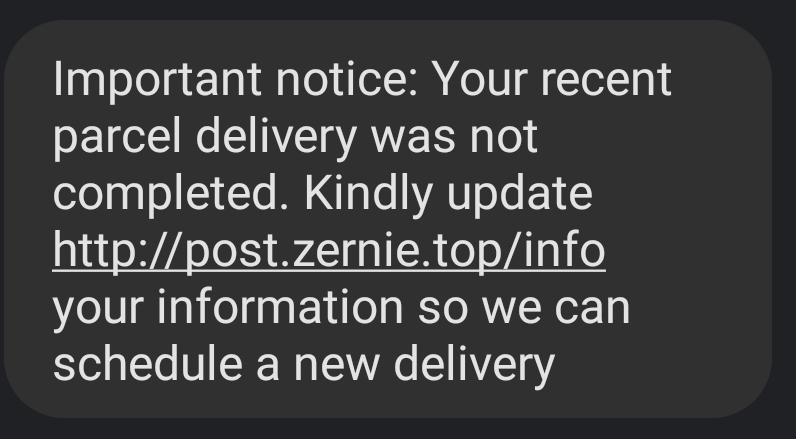 Important notice: Your recent
parcel delivery was not
completed. Kindly update
http://post.zernie.top/info
your information so we can
schedule a new delivery